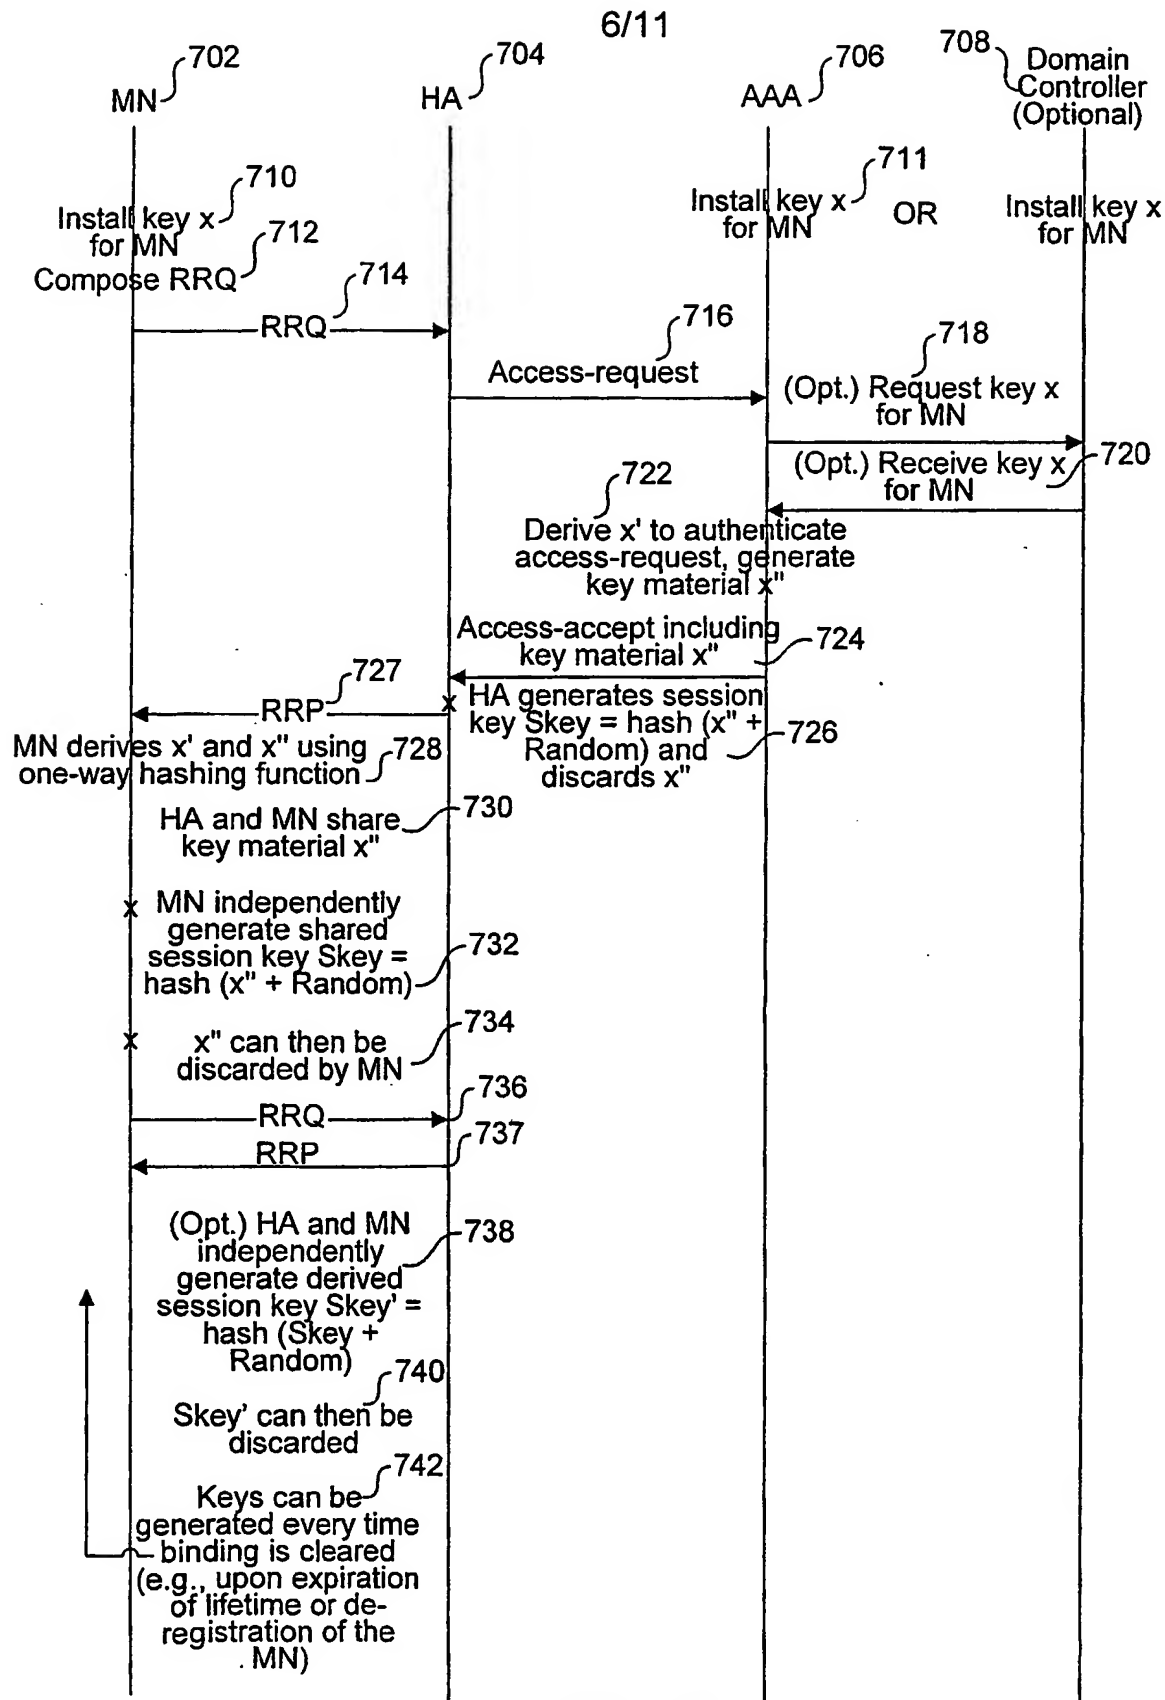 6/11
702
704
706
708
MN
HA
AAA
Domain
Controller
(Optional)
710
711
Install key x
for MN
Install key x
for MN
OR
Install key x
for MN
712
Compose RRQ
714
RRQ
716
Access-request
718
(Opt.) Request key x
for MN
720
(Opt.) Receive key x
for MN
722
Derive x' to authenticate
access-request, generate
key material x"
Access-accept including
key material x"
724
727
RRP
x
HA generates session
key Skey = hash (x" +
Random) and
discards x"
726
MN derives x' and x" using
one-way hashing function
728
730
HA and MN share
key material x"
x
MN independently
generate shared
session key Skey =
hash (x" + Random)
732
734
x
x" can then be
discarded by MN
736
RRQ
737
RRP
(Opt.) HA and MN
independently
generate derived
session key Skey' =
hash (Skey +
Random)
738
740
Skey' can then be
discarded
742
Keys can be
generated every time
binding is cleared
(e.g., upon expiration
of lifetime or de-
registration of the
MN)